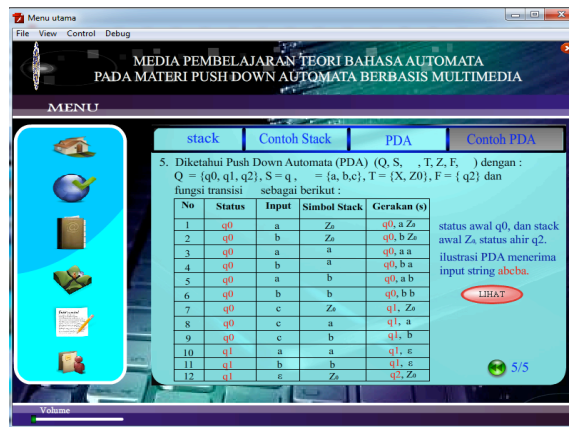 Menu utama
File View Control Debug
MEDIA PEMBELAJARAN TEORI BAHASA AUTOMATA
PADA MATERI PUSH DOWN AUTOMATA BERBASIS MULTIMEDIA
MENU
stack Contoh Stack PDA Contoh PDA
5. Diketahui Push Down Automata (PDA) (Q, S, , T, Z, F, ) dengan :
Q = {q0, q1, q2}, S = q , = {a, b,c}, T = {X, Z0}, F = { q2} dan
fungsi transisi sebagai berikut :
No Status Input Simbol Stack Gerakan (s)
1 q0 a Z₀ q0, a Z₀
2 q0 b Z₀ q0, b Z₀
3 q0 a a q0, a a
4 q0 b a q0, b a
5 q0 a b q0, a b
6 q0 b b q0, b b
7 q0 c Z₀ q1, Z₀
8 q0 c a q1, a
9 q0 c b q1, b
10 q1 a a q1, ε
11 q1 b b q1, ε
12 q1 ε Z₀ q2, Z₀
status awal q0, dan stack
awal Z₀, status ahir q2.
ilustrasi PDA menerima
input string abcba.
LIHAT
5/5
Volume